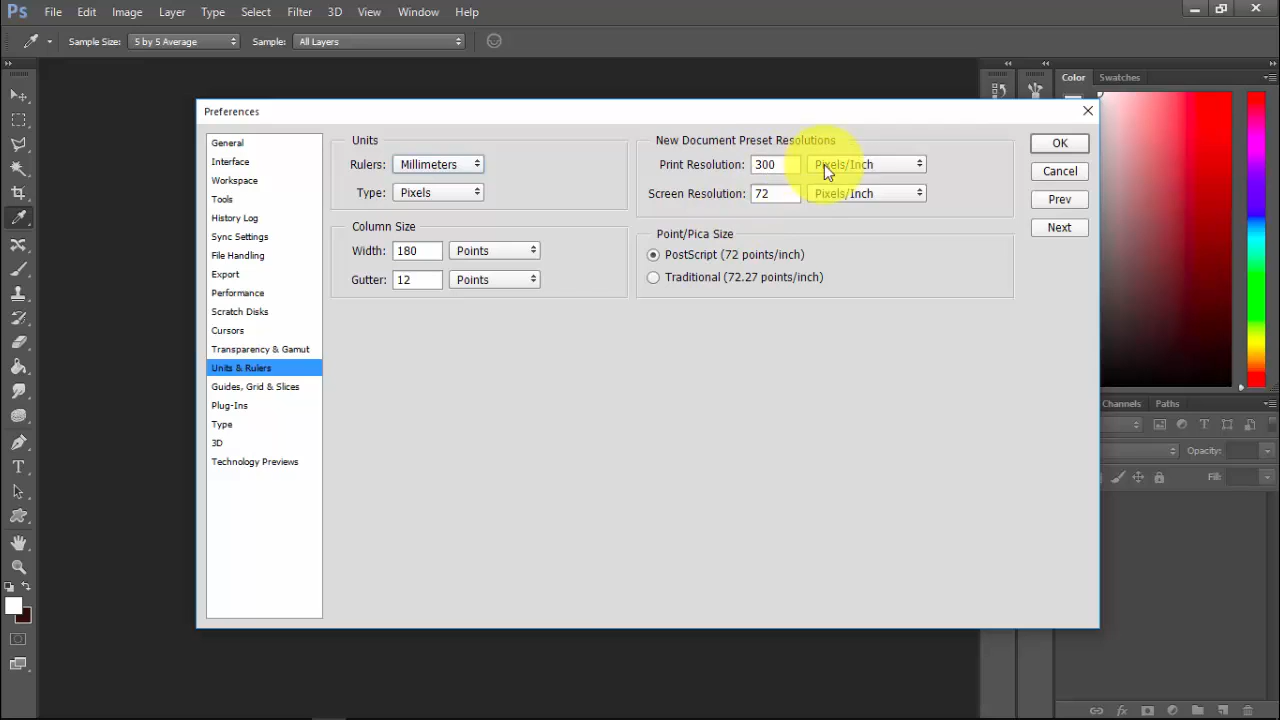 Ps File Edit Image Layer Type Select Filter 3D View Window Help
Sample Size: 5 by 5 Average Sample: All Layers
Color Swatches
Preferences
General
Interface
Workspace
Tools
History Log
Sync Settings
File Handling
Export
Performance
Scratch Disks
Cursors
Transparency & Gamut
Units & Rulers
Guides, Grid & Slices
Plug-Ins
Type
3D
Technology Previews
Units
Rulers: Millimeters
Type: Pixels
Column Size
Width: 180 Points
Gutter: 12 Points
New Document Preset Resolutions
Print Resolution: 300 Pixels/Inch
Screen Resolution: 72 Pixels/Inch
Point/Pica Size
PostScript (72 points/inch)
Traditional (72.27 points/inch)
OK
Cancel
Prev
Next
Channels Paths
Opacity:
Fill:
T
T
fx